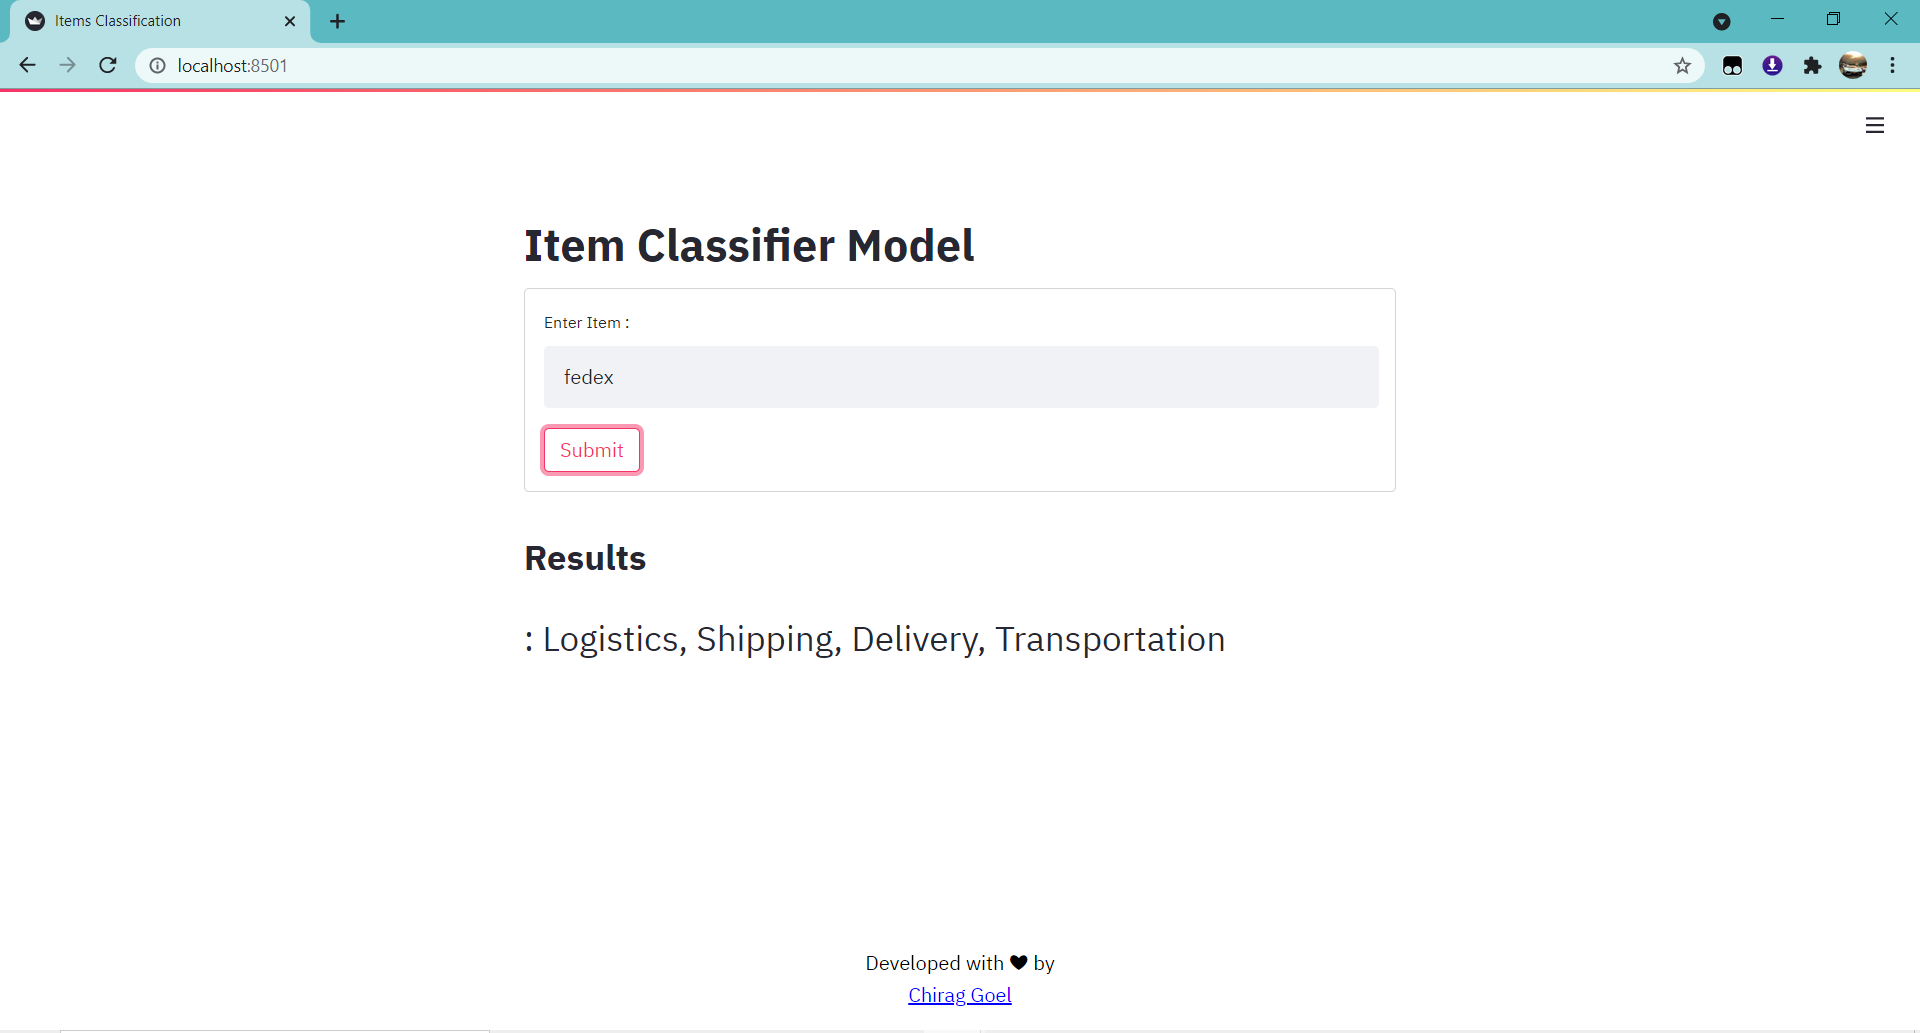 Items Classification
localhost:8501
Item Classifier Model
Enter Item :
fedex
Submit
Results
: Logistics, Shipping, Delivery, Transportation
Developed with ♥ by
Chirag Goel